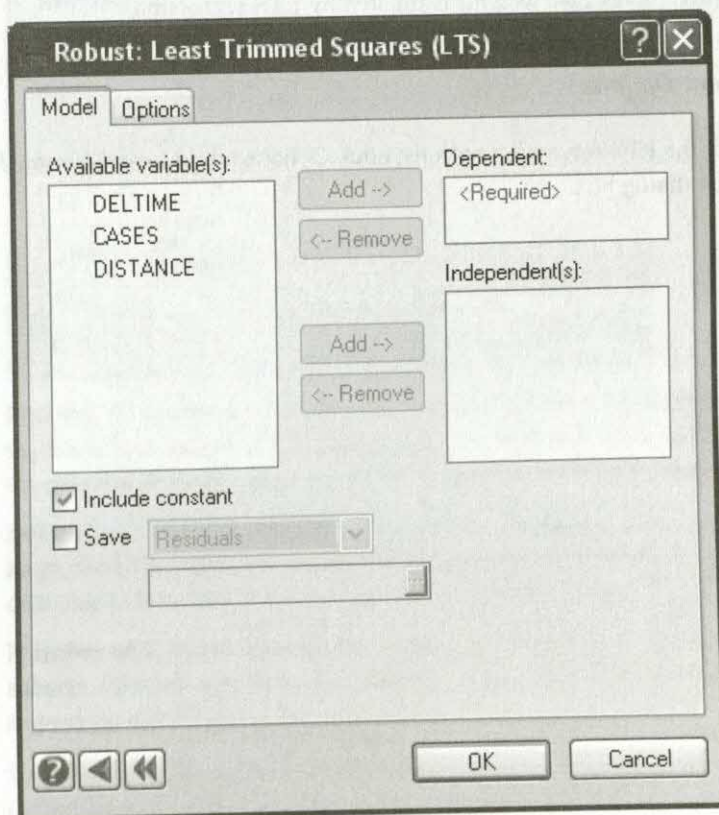 Robust: Least Trimmed Squares (LTS)
Model
Options
Available variable(s):
DELTIME
CASES
DISTANCE
Add -->
<-- Remove
Dependent:
<Required>
Independent(s):
Add -->
<-- Remove
Include constant
Save
Residuals
OK
Cancel